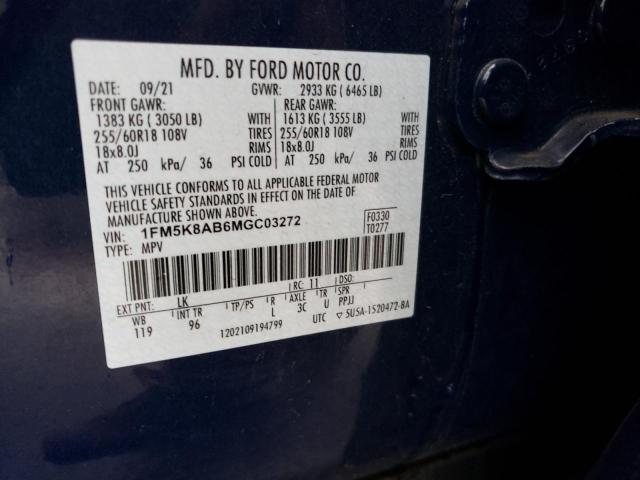 MFD. BY FORD MOTOR CO.
DATE: 09/21 GVWR: 2933 KG ( 6465 LB)
FRONT GAWR: REAR GAWR:
1383 KG ( 3050 LB) WITH 1613 KG ( 3555 LB) WITH
255/60R18 108V TIRES 255/60R18 108V TIRES
18x8.0J RIMS 18x8.0J RIMS
AT 250 kPa/ 36 PSI COLD AT 250 kPa/ 36 PSI COLD
THIS VEHICLE CONFORMS TO ALL APPLICABLE FEDERAL MOTOR
VEHICLE SAFETY STANDARDS IN EFFECT ON THE DATE OF
MANUFACTURE SHOWN ABOVE.
VIN: 1FM5K8AB6MGC03272 F0330
TYPE: MPV T0277
EXT PNT: LK RC: 11 DSO:
WB INT TR TP/PS R AXLE TR SPR
119 96 L 3C U PPJJ
1202109194799 UTC ▽ 5U5A-1520472-BA